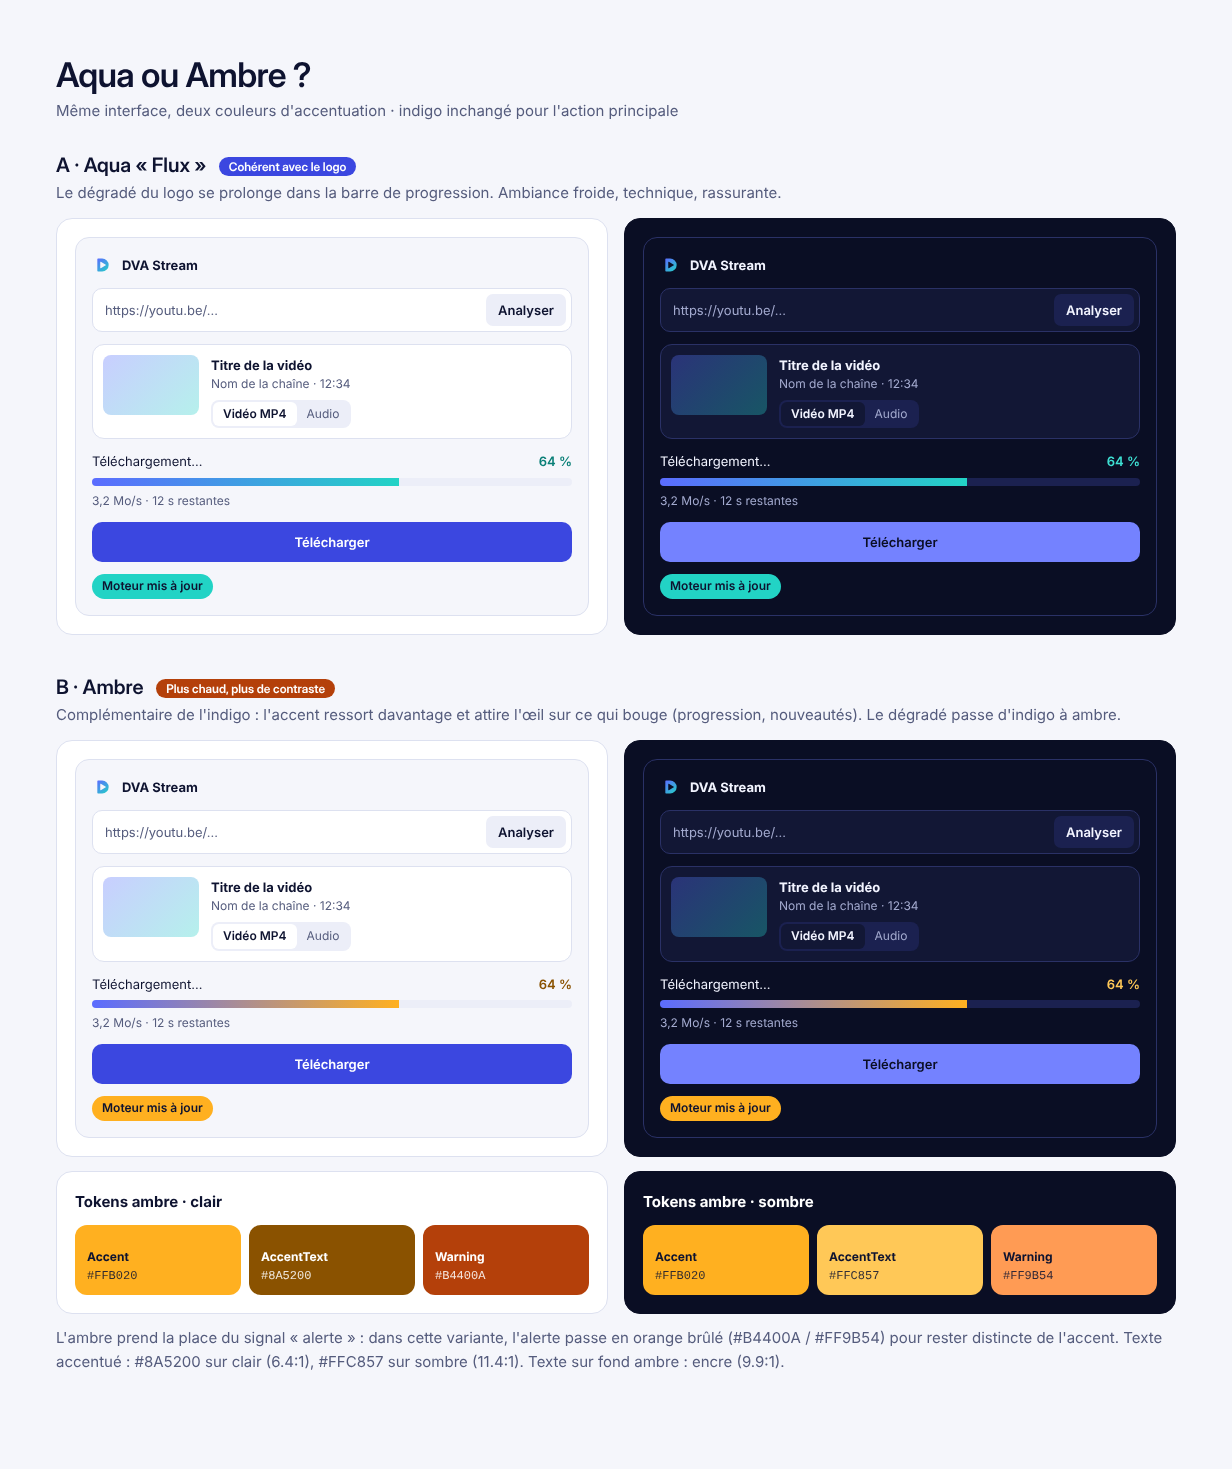 Aqua ou Ambre ?
Même interface, deux couleurs d'accentuation · indigo inchangé pour l'action principale
A · Aqua « Flux » Cohérent avec le logo
Le dégradé du logo se prolonge dans la barre de progression. Ambiance froide, technique, rassurante.
DVA Stream
https://youtu.be/... Analyser
Titre de la vidéo
Nom de la chaîne · 12:34
Vidéo MP4 Audio
Téléchargement... 64 %
3,2 Mo/s · 12 s restantes
Télécharger
Moteur mis à jour
DVA Stream
https://youtu.be/... Analyser
Titre de la vidéo
Nom de la chaîne · 12:34
Vidéo MP4 Audio
Téléchargement... 64 %
3,2 Mo/s · 12 s restantes
Télécharger
Moteur mis à jour
B · Ambre Plus chaud, plus de contraste
Complémentaire de l'indigo : l'accent ressort davantage et attire l'œil sur ce qui bouge (progression, nouveautés). Le dégradé passe d'indigo à ambre.
DVA Stream
https://youtu.be/... Analyser
Titre de la vidéo
Nom de la chaîne · 12:34
Vidéo MP4 Audio
Téléchargement... 64 %
3,2 Mo/s · 12 s restantes
Télécharger
Moteur mis à jour
DVA Stream
https://youtu.be/... Analyser
Titre de la vidéo
Nom de la chaîne · 12:34
Vidéo MP4 Audio
Téléchargement... 64 %
3,2 Mo/s · 12 s restantes
Télécharger
Moteur mis à jour
Tokens ambre · clair
Accent AccentText Warning
#FFB020 #8A5200 #B4400A
Tokens ambre · sombre
Accent AccentText Warning
#FFB020 #FFC857 #FF9B54
L'ambre prend la place du signal « alerte » : dans cette variante, l'alerte passe en orange brûlé (#B4400A / #FF9B54) pour rester distincte de l'accent. Texte
accentué : #8A5200 sur clair (6.4:1), #FFC857 sur sombre (11.4:1). Texte sur fond ambre : encre (9.9:1).